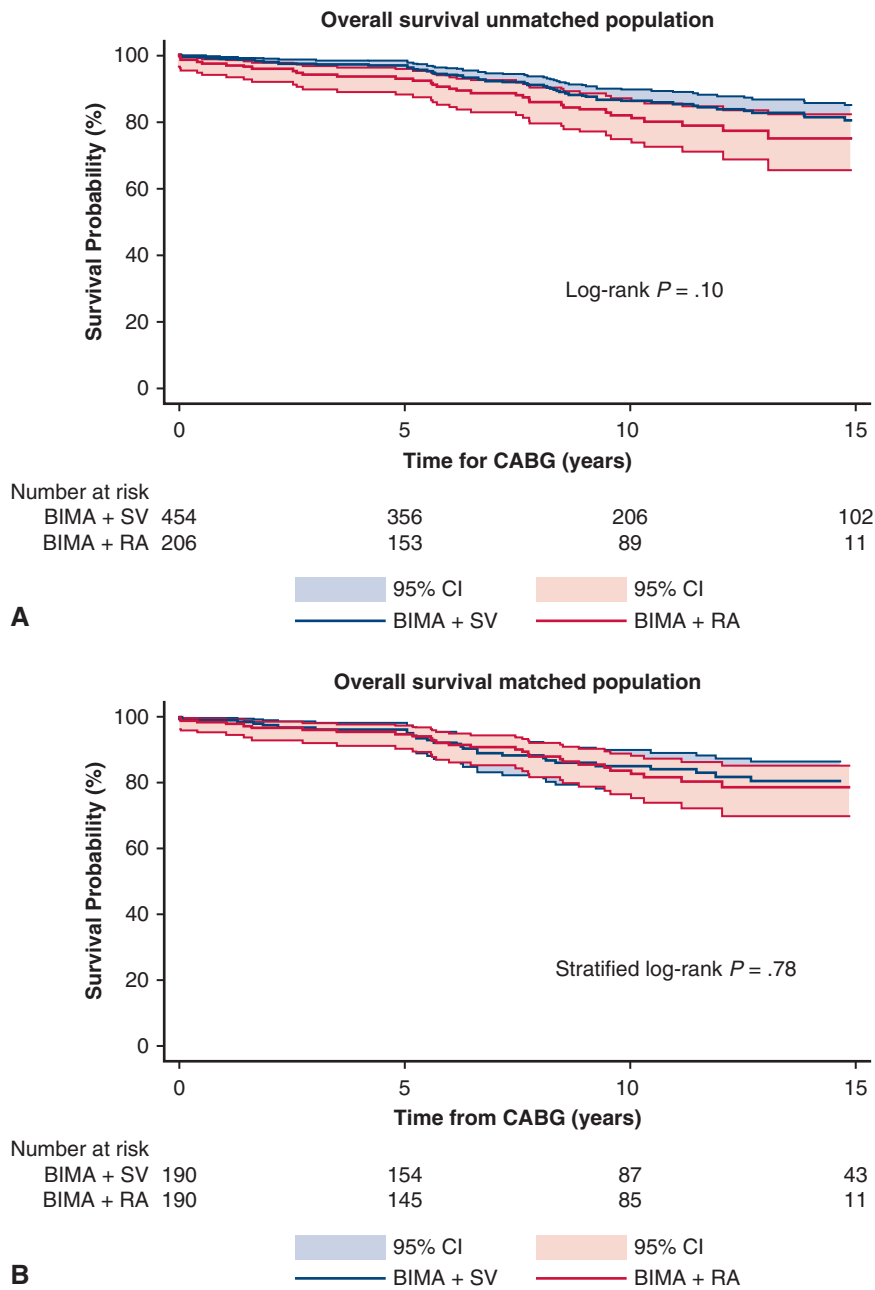 Overall survival unmatched population
100
80
60
40
20
0
Survival Probability (%)
Log-rank P = .10
0 5 10 15
Time for CABG (years)
Number at risk
BIMA + SV 454 356 206 102
BIMA + RA 206 153 89 11
95% CI 95% CI
BIMA + SV BIMA + RA
A
Overall survival matched population
100
80
60
40
20
0
Survival Probability (%)
Stratified log-rank P = .78
0 5 10 15
Time from CABG (years)
Number at risk
BIMA + SV 190 154 87 43
BIMA + RA 190 145 85 11
95% CI 95% CI
BIMA + SV BIMA + RA
B